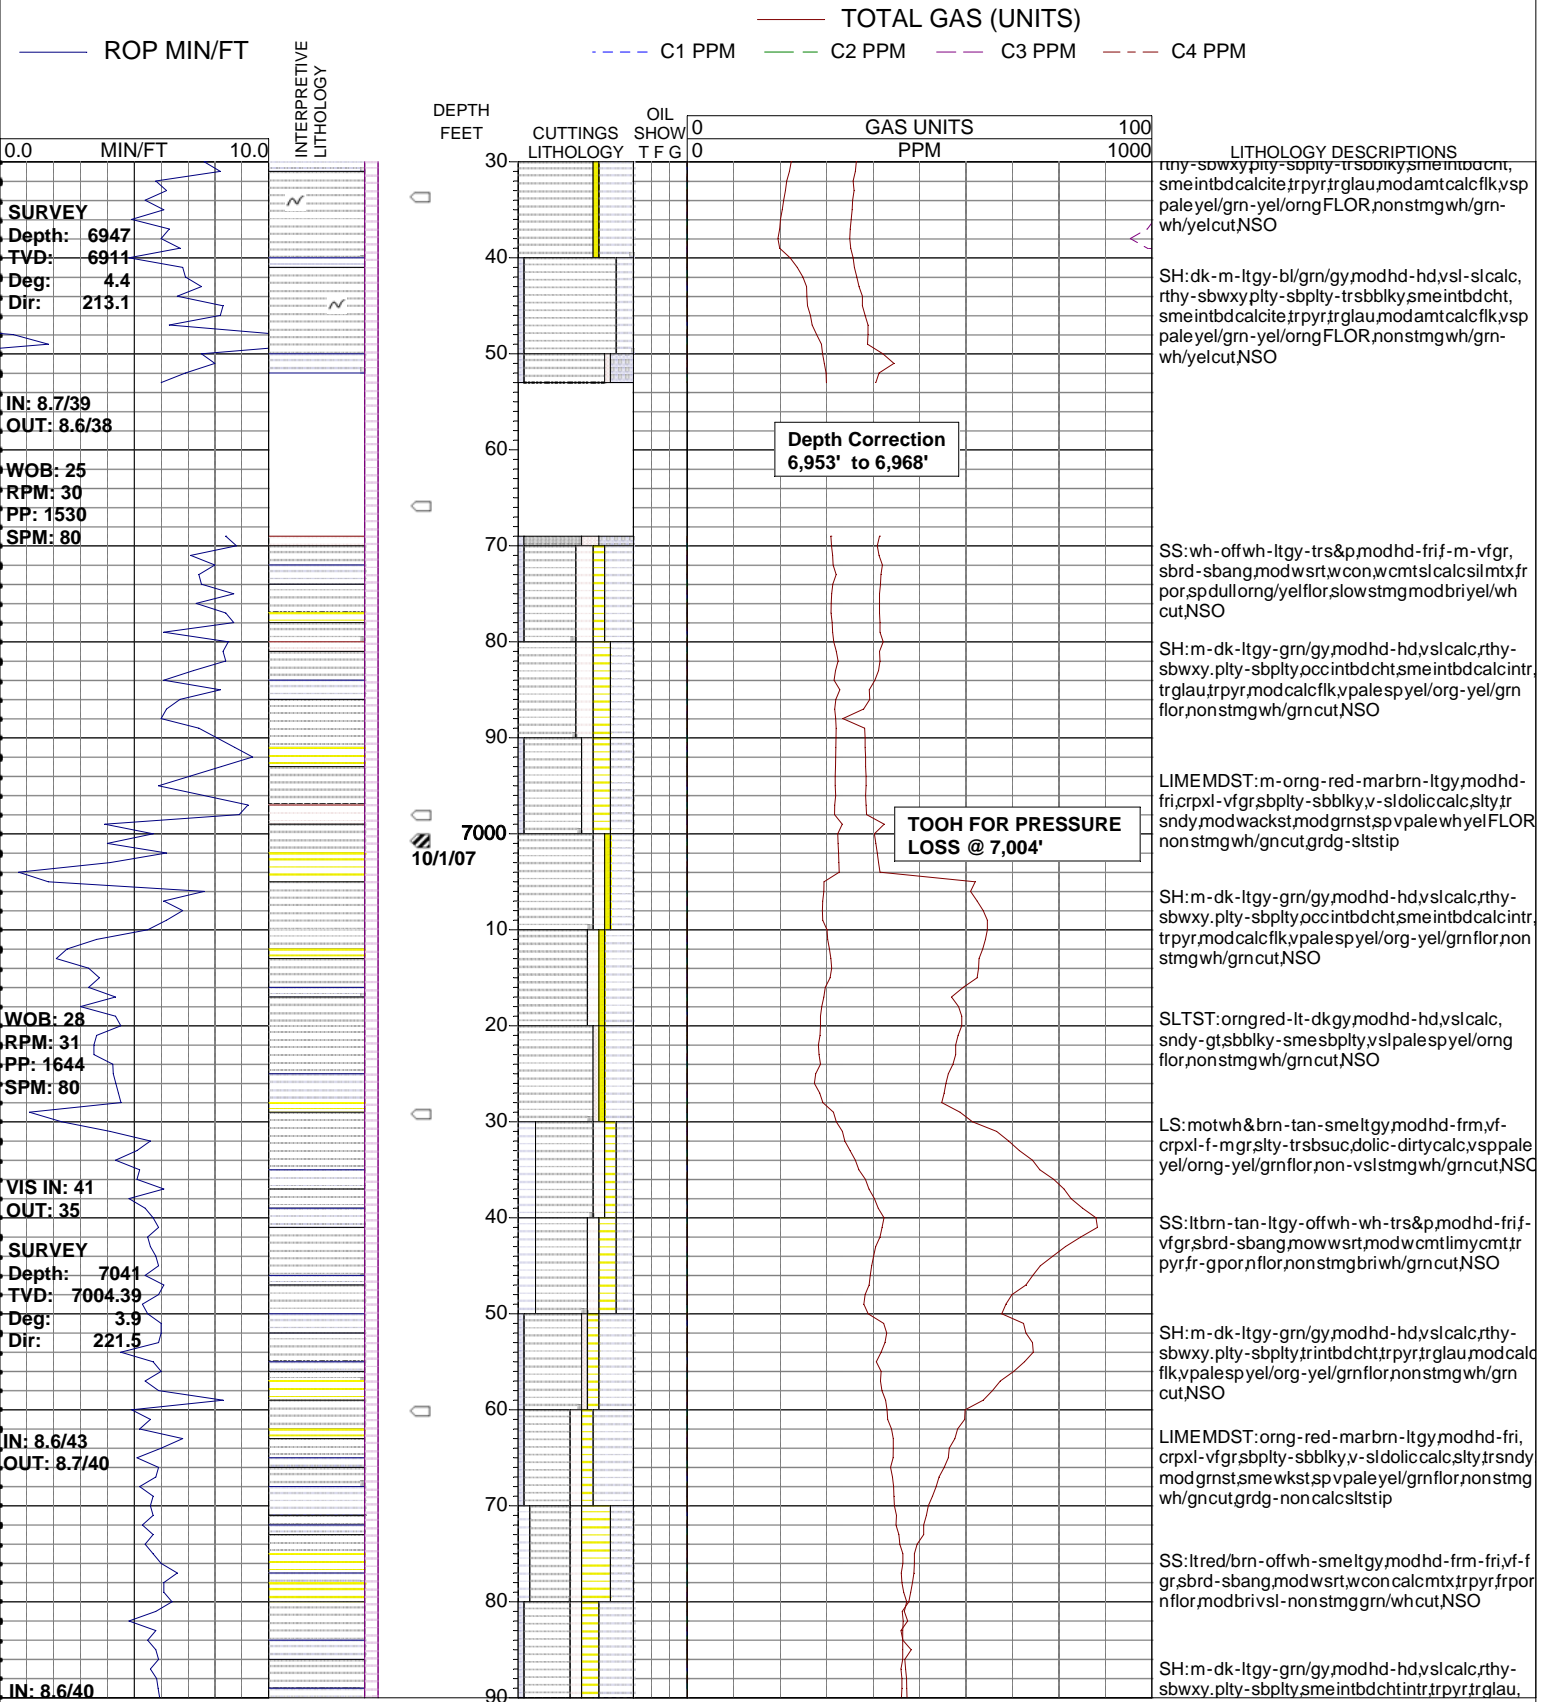 TOTAL GAS (UNITS)
ROP MIN/FT
C1 PPM
C2 PPM
C3 PPM
C4 PPM
INTERPRETIVE
LITHOLOGY
DEPTH
FEET
CUTTINGS
LITHOLOGY
OIL
SHOW
T F G
0 GAS UNITS 100
0 PPM 1000
0.0 MIN/FT 10.0
LITHOLOGY DESCRIPTIONS
rthy-sbwxy,plty-sbplty-trsbblky,smeintbdcht,
smeintbdcalcite,trpyr,trglau,modamtcalcflk,vsp
paleyel/grn-yel/orngFLOR,nonstmgwh/grn-
wh/yelcut,NSO
SH:dk-m-ltgy-bl/grn/gy,modhd-hd,vsl-slcalc,
rthy-sbwxy,plty-sbplty-trsbblky,smeintbdcht,
smeintbdcalcite,trpyr,trglau,modamtcalcflk,vsp
paleyel/grn-yel/orngFLOR,nonstmgwh/grn-
wh/yelcut,NSO
SS:wh-offwh-ltgy-trs&p,modhd-fri,f-m-vfgr,
sbrd-sbang,modwsrt,wcon,wcmtslcalcsilmtx,fr
por,spdullorng/yelflor,slowstmgmodbriyel/wh
cut,NSO
SH:m-dk-ltgy-grn/gy,modhd-hd,vslcalc,rthy-
sbwxy.plty-sbplty,occintbdcht,smeintbdcalcintr,
trglau,trpyr,modcalcflk,vpalespyel/org-yel/grn
flor,nonstmgwh/grncut,NSO
LIMEMDST:m-orng-red-marbrn-ltgy,modhd-
fri,crpxl-vfgr,sbplty-sbblky,v-sldoliccalc,slty,tr
sndy,modwackst,modgrnst,spvpalewhyelFLOR
nonstmgwh/gncut,grdg-sltstip
SH:m-dk-ltgy-grn/gy,modhd-hd,vslcalc,rthy-
sbwxy.plty-sbplty,occintbdcht,smeintbdcalcintr,
trpyr,modcalcflk,vpalespyel/org-yel/grnflor,non
stmgwh/grncut,NSO
SLTST:orngred-lt-dkgy,modhd-hd,vslcalc,
sndy-gt,sbblky-smesbplty,vslpalespyel/orng
flor,nonstmgwh/grncut,NSO
LS:motwh&brn-tan-smeltgy,modhd-frm,vf-
crpxl-f-mgr,slty-trsbsuc,dolic-dirtycalc,vsppale
yel/orng-yel/grnflor,non-vslstmgwh/grncut,NSO
SS:ltbrn-tan-ltgy-offwh-wh-trs&p,modhd-fri,f-
vfgr,sbrd-sbang,mowwsrt,modwcmtlimycmt,tr
pyr,fr-gpor,nflor,nonstmgbriwh/grncut,NSO
SH:m-dk-ltgy-grn/gy,modhd-hd,vslcalc,rthy-
sbwxy.plty-sbplty,trintbdcht,trpyr,trglau,modcalc
flk,vpalespyel/org-yel/grnflor,nonstmgwh/grn
cut,NSO
LIMEMDST:orng-red-marbrn-ltgy,modhd-fri,
crpxl-vfgr,sbplty-sbblky,v-sldoliccalc,slty,trsndy
modgrnst,smewkst,spvpaleyel/grnflor,nonstmg
wh/gncut,grdg-noncalcsltstip
SS:ltred/brn-offwh-smeltgy,modhd-frm-fri,vf-f
gr,sbrd-sbang,modwsrt,wconcalcmtx,trpyr,frpor
nflor,modbrivsl-nonstmggrn/whcut,NSO
SH:m-dk-ltgy-grn/gy,modhd-hd,vslcalc,rthy-
sbwxy.plty-sbplty,smeintbdchtintr,trpyr,trglau,
SURVEY
Depth: 6947
TVD: 6911
Deg: 4.4
Dir: 213.1
IN: 8.7/39
OUT: 8.6/38
WOB: 25
RPM: 30
PP: 1530
SPM: 80
WOB: 28
RPM: 31
PP: 1644
SPM: 80
VIS IN: 41
OUT: 35
SURVEY
Depth: 7041
TVD: 7004.39
Deg: 3.9
Dir: 221.5
IN: 8.6/43
OUT: 8.7/40
IN: 8.6/40
30
40
50
60
70
80
90
7000
10/1/07
10
20
30
40
50
60
70
80
90
Depth Correction
6,953' to 6,968'
TOOH FOR PRESSURE
LOSS @ 7,004'